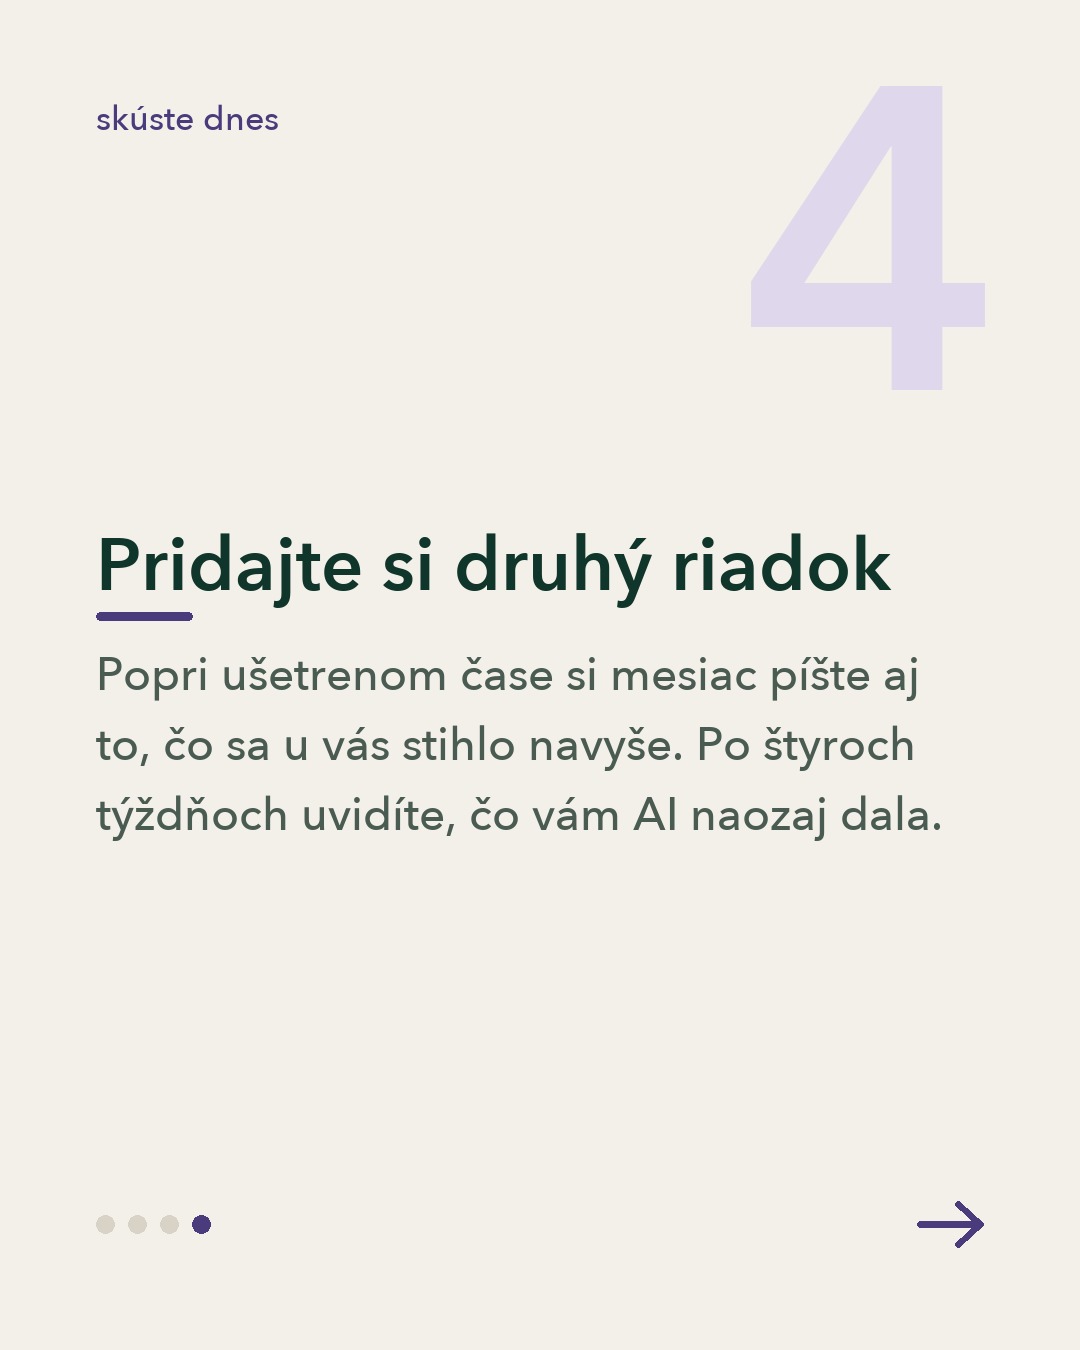 skúste dnes
4
Pridajte si druhý riadok
Popri ušetrenom čase si mesiac píšte aj
to, čo sa u vás stihlo navyše. Po štyroch
týždňoch uvidíte, čo vám AI naozaj dala.